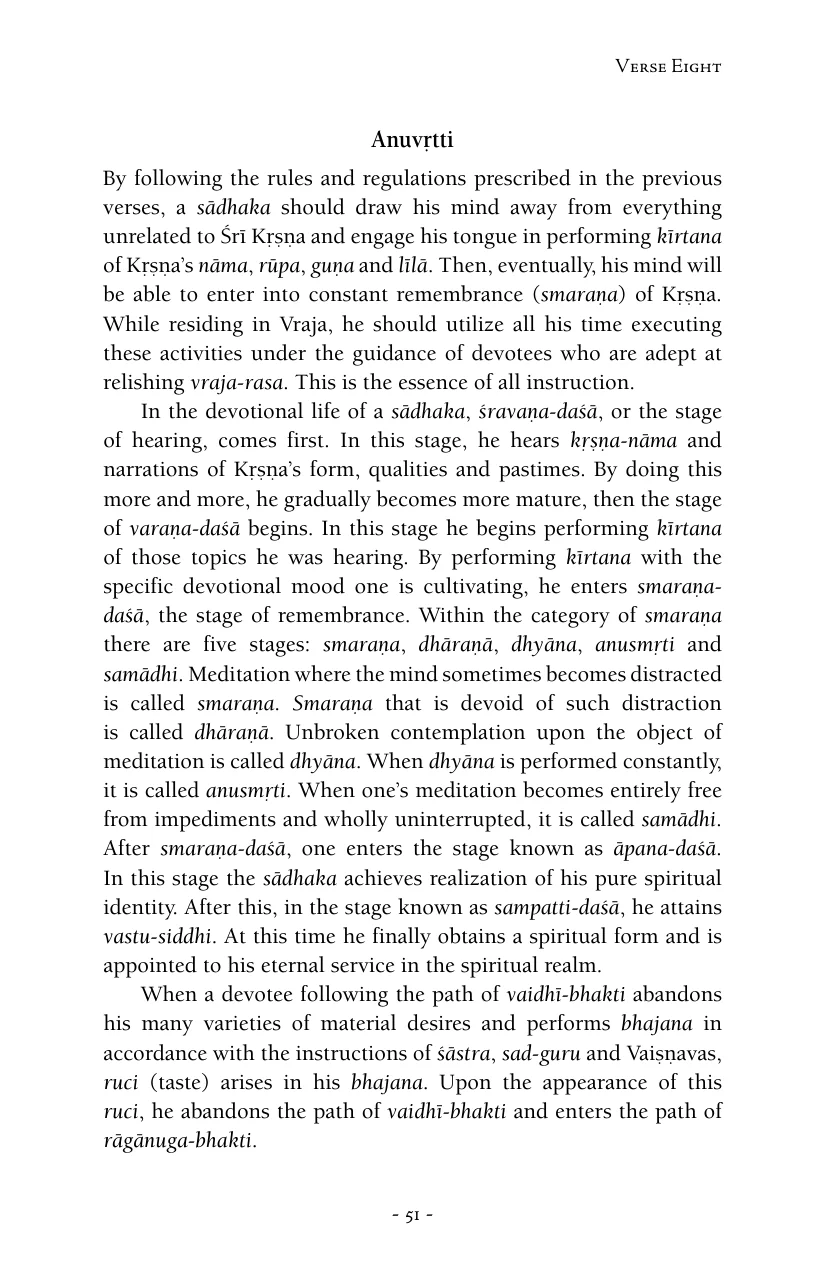 Verse Eight
Anuvṛtti
By following the rules and regulations prescribed in the previous
verses, a sādhaka should draw his mind away from everything
unrelated to Śrī Kṛṣṇa and engage his tongue in performing kīrtana
of Kṛṣṇa’s nāma, rūpa, guṇa and līlā. Then, eventually, his mind will
be able to enter into constant remembrance (smaraṇa) of Kṛṣṇa.
While residing in Vraja, he should utilize all his time executing
these activities under the guidance of devotees who are adept at
relishing vraja-rasa. This is the essence of all instruction.
In the devotional life of a sādhaka, śravaṇa-daśā, or the stage
of hearing, comes first. In this stage, he hears kṛṣṇa-nāma and
narrations of Kṛṣṇa’s form, qualities and pastimes. By doing this
more and more, he gradually becomes more mature, then the stage
of varaṇa-daśā begins. In this stage he begins performing kīrtana
of those topics he was hearing. By performing kīrtana with the
specific devotional mood one is cultivating, he enters smaraṇa-
daśā, the stage of remembrance. Within the category of smaraṇa
there are five stages: smaraṇa, dhāraṇā, dhyāna, anusmṛti and
samādhi. Meditation where the mind sometimes becomes distracted
is called smaraṇa. Smaraṇa that is devoid of such distraction
is called dhāraṇā. Unbroken contemplation upon the object of
meditation is called dhyāna. When dhyāna is performed constantly,
it is called anusmṛti. When one’s meditation becomes entirely free
from impediments and wholly uninterrupted, it is called samādhi.
After smaraṇa-daśā, one enters the stage known as āpana-daśā.
In this stage the sādhaka achieves realization of his pure spiritual
identity. After this, in the stage known as sampatti-daśā, he attains
vastu-siddhi. At this time he finally obtains a spiritual form and is
appointed to his eternal service in the spiritual realm.
When a devotee following the path of vaidhī-bhakti abandons
his many varieties of material desires and performs bhajana in
accordance with the instructions of śāstra, sad-guru and Vaiṣṇavas,
ruci (taste) arises in his bhajana. Upon the appearance of this
ruci, he abandons the path of vaidhī-bhakti and enters the path of
rāgānuga-bhakti.
- 51 -